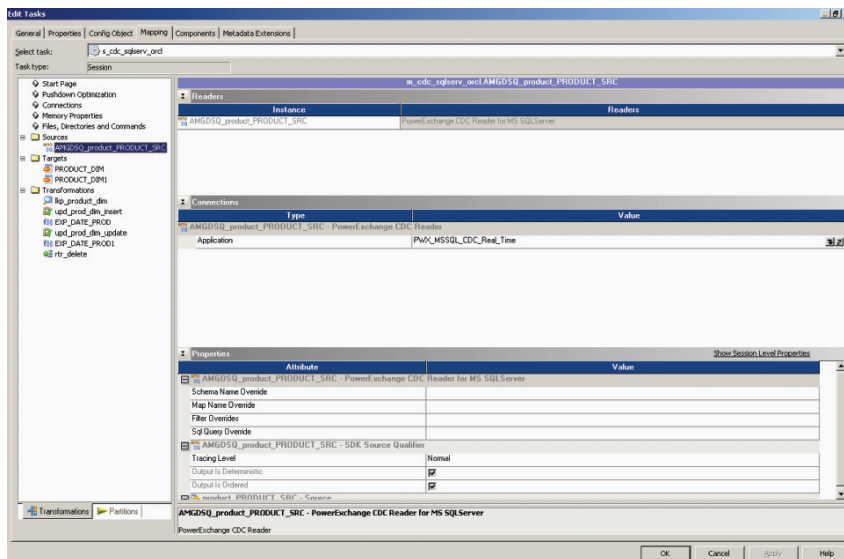 Edit Tasks
General Properties Config Object Mapping Components Metadata Extensions
Select task: s_cdc_sqlserv_orcl
Task type: Session
Start Page
Pushdown Optimization
Connections
Memory Properties
Files, Directories and Commands
Sources
AMGDSQ_product_PRODUCT_SRC
Targets
PRODUCT_DIM
PRODUCT_DIM1
Transformations
lkp_product_dim
upd_prod_dim_insert
EXP_DATE_PROD
upd_prod_dim_update
EXP_DATE_PROD1
rtr_delete
Transformations Partitions
m_cdc_sqlserv_orcl.AMGDSQ_product_PRODUCT_SRC
Readers
Instance Readers
AMGDSQ_product_PRODUCT_SRC PowerExchange CDC Reader for MS SQLServer
Connections
Type Value
AMGDSQ_product_PRODUCT_SRC - PowerExchange CDC Reader
Application PWX_MSSQL_CDC_Real_Time
Properties Show Session Level Properties
Attribute Value
AMGDSQ_product_PRODUCT_SRC - PowerExchange CDC Reader for MS SQLServer
Schema Name Override
Map Name Override
Filter Overrides
Sql Query Override
AMGDSQ_product_PRODUCT_SRC - SDK Source Qualifier
Tracing Level Normal
Output Is Deterministic
Output Is Ordered
product_PRODUCT_SRC - Source
AMGDSQ_product_PRODUCT_SRC - PowerExchange CDC Reader for MS SQLServer
PowerExchange CDC Reader
OK Cancel Apply Help